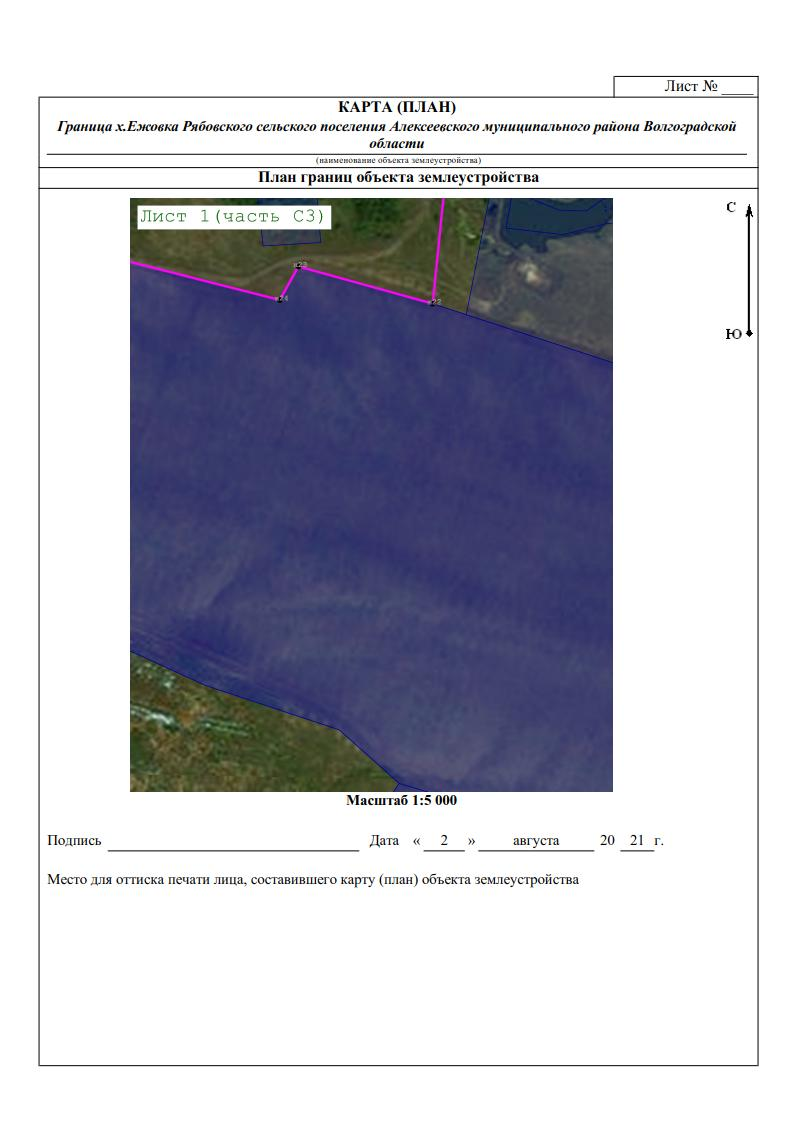 Лист № ____
КАРТА (ПЛАН)
Граница х.Ежовка Рябовского сельского поселения Алексеевского муниципального района Волгоградской
области
(наименование объекта землеустройства)
План границ объекта землеустройства
Лист 1(часть СЗ)
С
Ю
23
24
22
Масштаб 1:5 000
Подпись Дата « 2 » августа 20 21 г.
Место для оттиска печати лица, составившего карту (план) объекта землеустройства